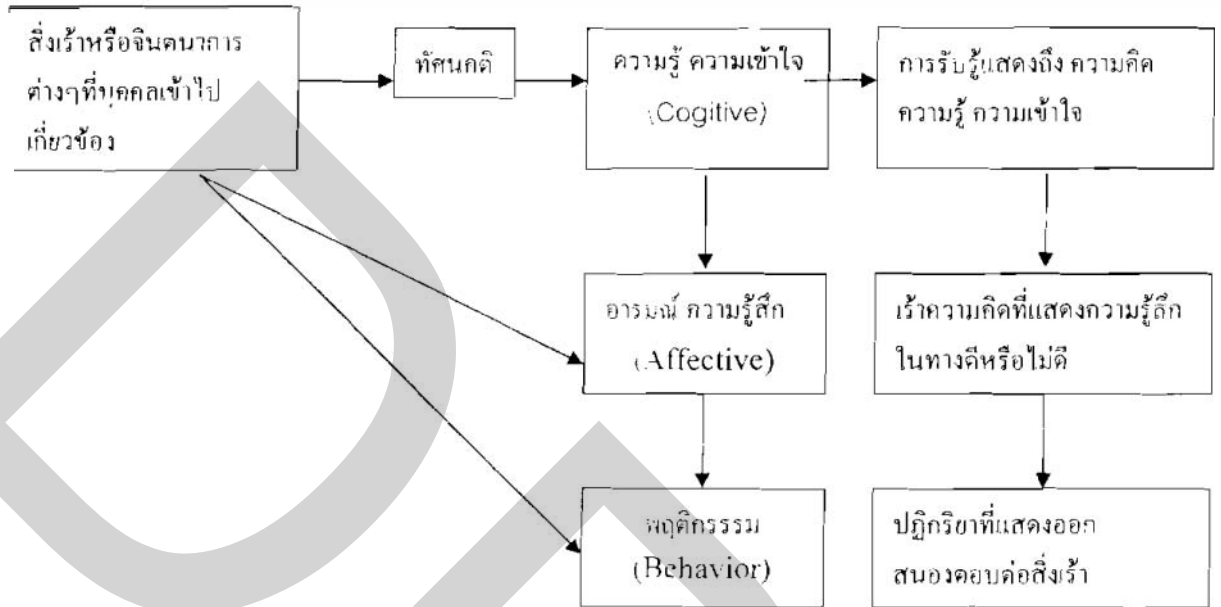 สิ่งเร้าหรือจินตนาการ
ต่างๆที่บุคคลเข้าไป
เกี่ยวข้อง
ทัศนกติ
ความรู้ ความเข้าใจ
(Cogitive)
การรับรู้แสดงถึง ความคิด
ความรู้ ความเข้าใจ
อารมณ์ ความรู้สึก
(Affective)
เร้าความคิดที่แสดงความรู้สึก
ในทางดีหรือไม่ดี
พฤติกรรรม
(Behavior)
ปฏิกริยาที่แสดงออก
สนองตอบต่อสิ่งเร้า